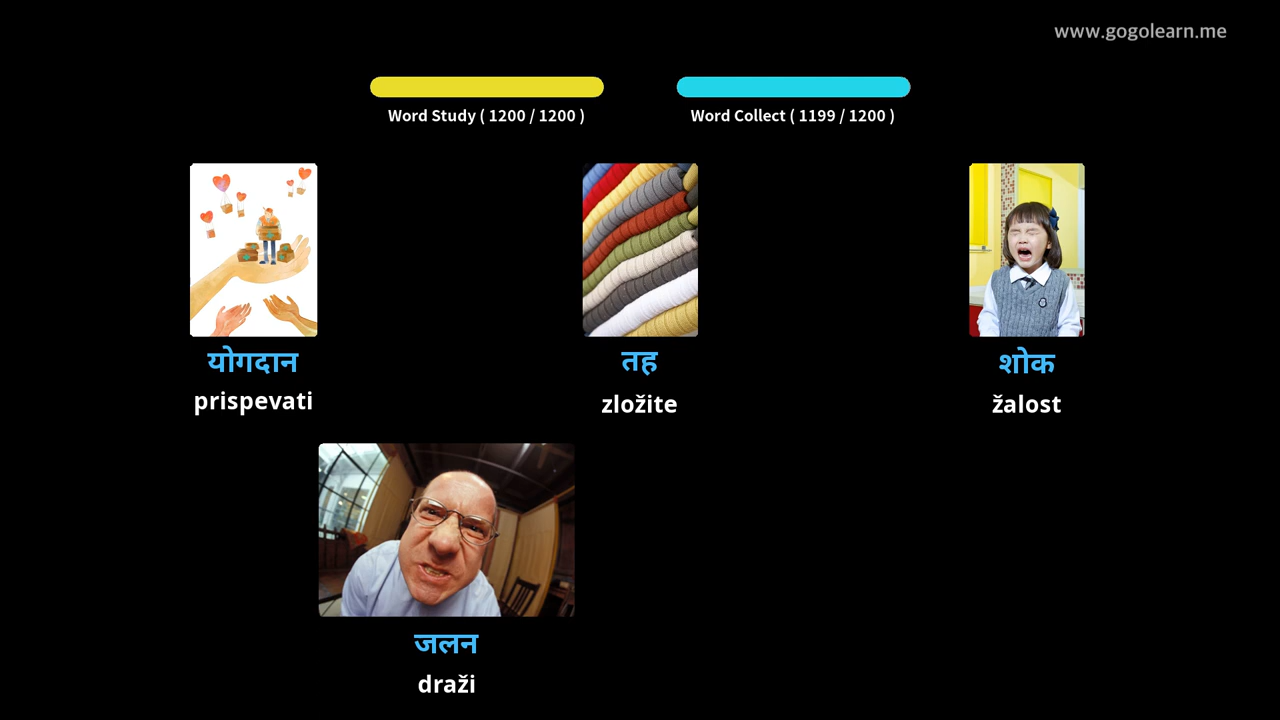 www.gogolearn.me
Word Study ( 1200 / 1200 )
Word Collect ( 1199 / 1200 )
योगदान
prispevati
तह
zložite
शोक
žalost
जलन
draži